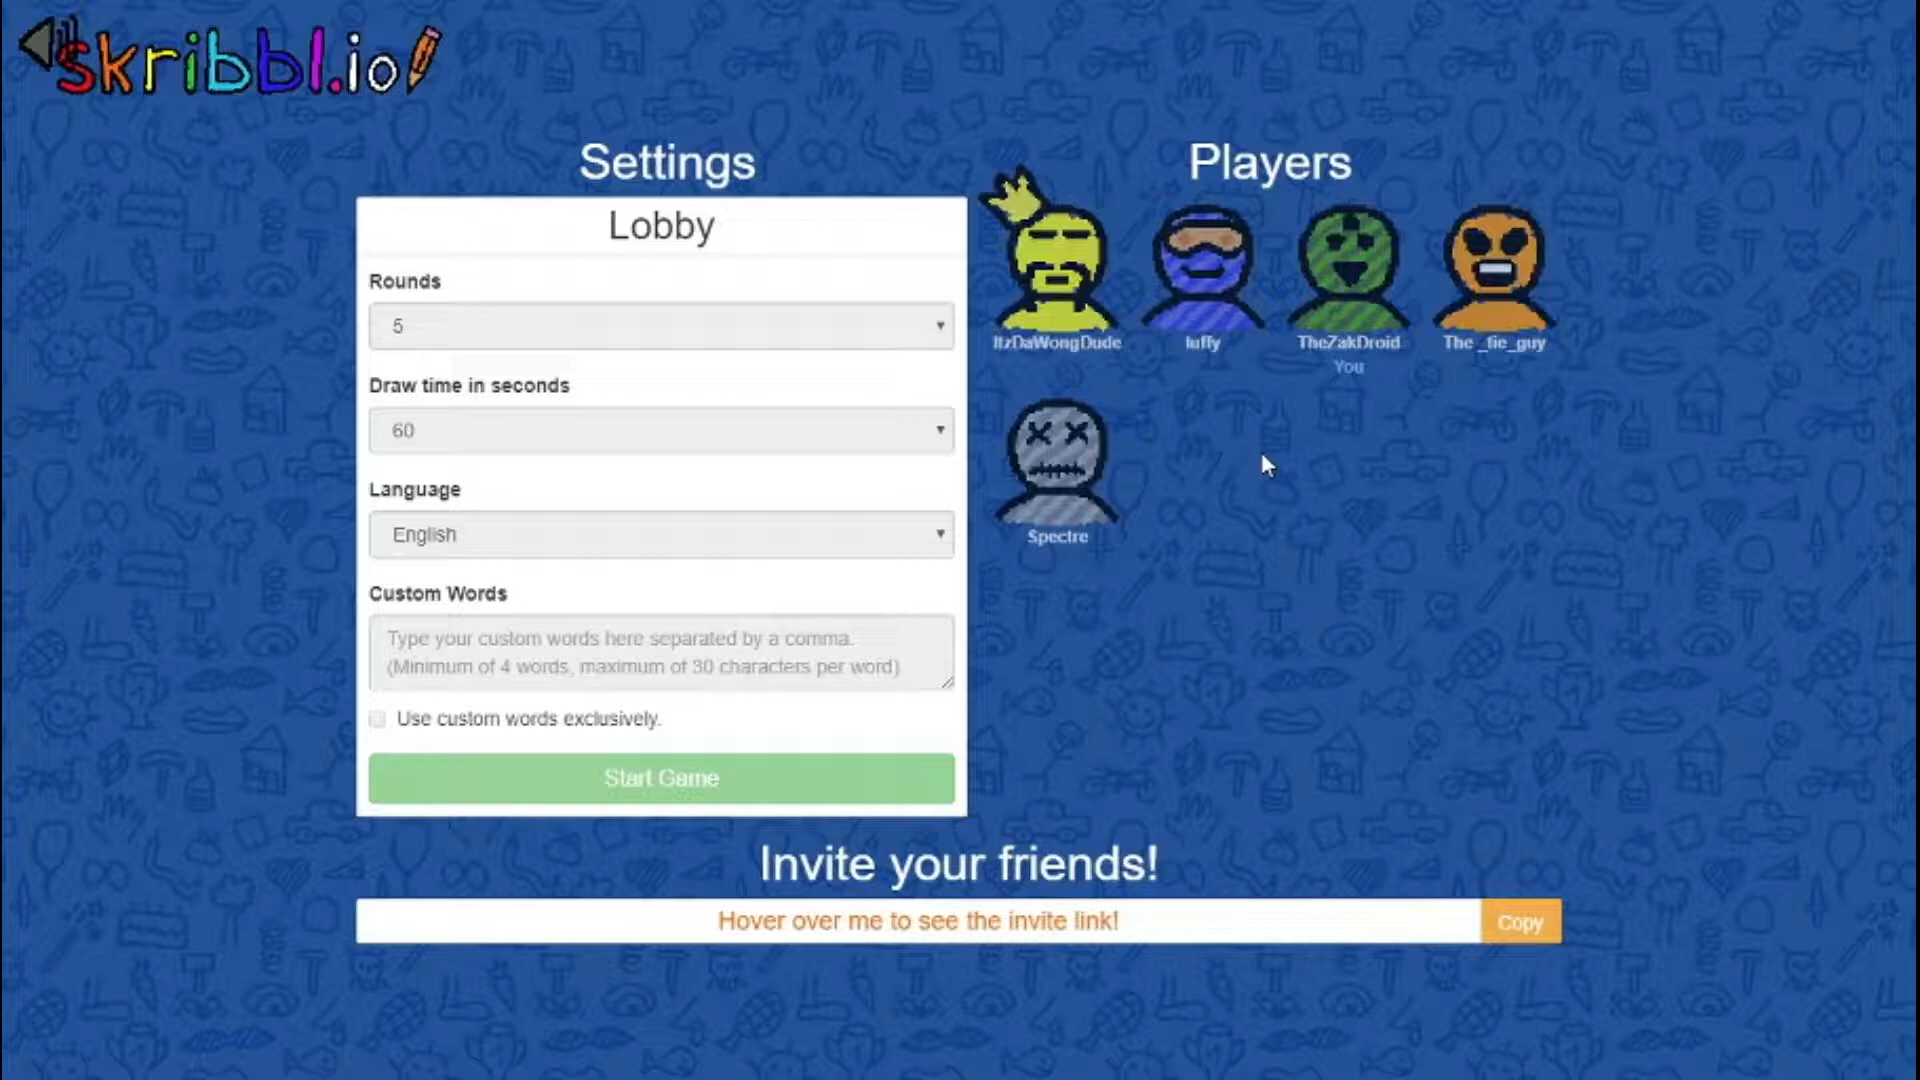 skribbl.io
Settings
Players
Lobby
Rounds
5
Draw time in seconds
60
Language
English
Custom Words
Type your custom words here separated by a comma.
(Minimum of 4 words, maximum of 30 characters per word)
Use custom words exclusively.
Start Game
ItzDaWongDude
luffy
TheZakDroid
The _tie_guy
You
Spectre
Invite your friends!
Hover over me to see the invite link!
Copy